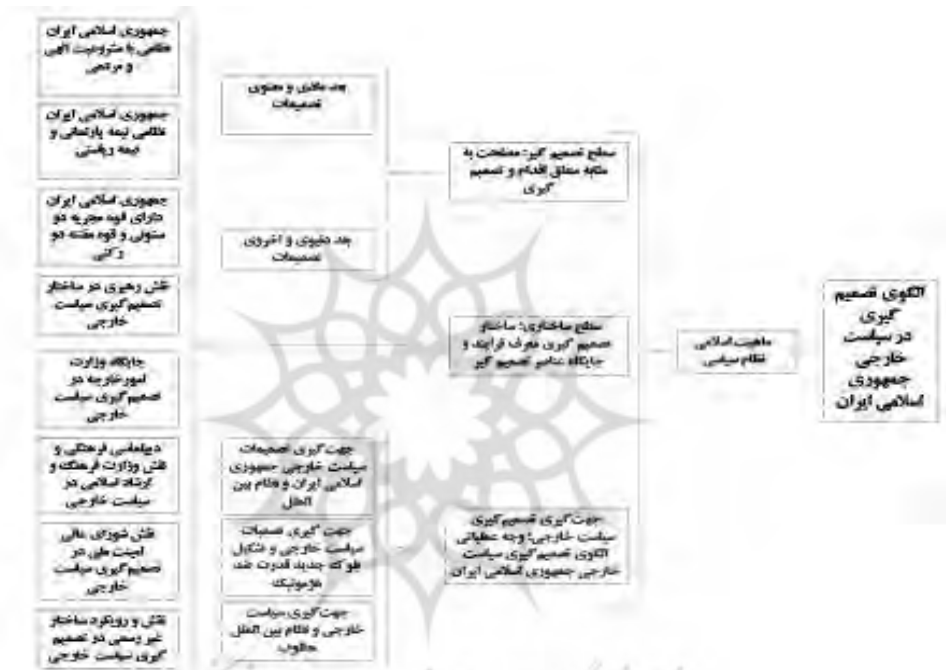 الگوی تصمیم
گیری
در سیاست
خارجی
جمهوری
اسلامی ایران
ماهیت اسلامی
نظام سیاسی
سطح تصمیم گیر: مصلحت به
مثابه منطق اقدام و تصمیم
گیری
سطح ساختاری: ساختار
تصمیم گیری معرف فرایند و
جایگاه عناصر تصمیم گیر
جهت گیری تصمیم گیری
سیاست خارجی: وجه عملیاتی
الگوی تصمیم گیری سیاست
خارجی جمهوری اسلامی ایران
بعد مادی و معنوی
تصمیمات
بعد دنیوی و اخروی
تصمیمات
جهت گیری تصمیمات
سیاست خارجی جمهوری
اسلامی ایران و نظام بین
الملل
جهت گیری تصمیمات
سیاست خارجی و تشکیل
بلوک جدید قدرت ضد
هژمونیک
جهت گیری سیاست
خارجی و نظام بین الملل
مطلوب
جمهوری اسلامی ایران
نظامی با مشروعیت الهی
و مردمی
جمهوری اسلامی ایران
نظامی نیمه پارلمانی و
نیمه ریاستی
جمهوری اسلامی ایران
دارای قوه مجریه دو
ستونی و قوه مقننه دو
رکنی
نقش رهبری در ساختار
تصمیم گیری سیاست
خارجی
جایگاه وزارت
امورخارجه در
تصمیم گیری سیاست
خارجی
دیپلماسی فرهنگی و
نقش وزارت فرهنگ و
ارشاد اسلامی در
سیاست خارجی
نقش شورای عالی
امنیت ملی در
تصمیم گیری سیاست
خارجی
نقش و رویکرد ساختار
غیر رسمی در تصمیم
گیری سیاست خارجی